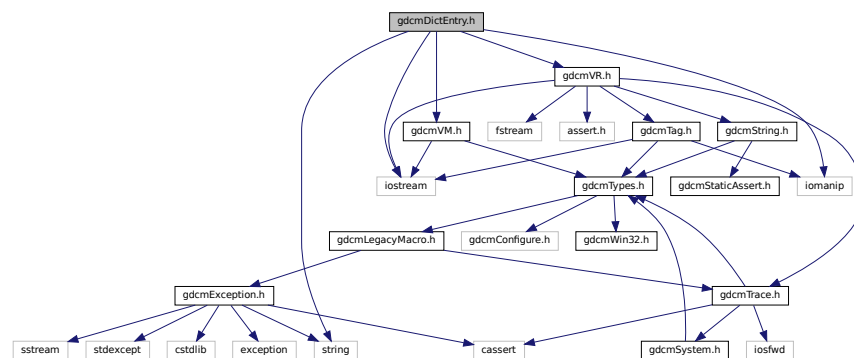 gdcmDictEntry.h
gdcmVR.h
gdcmVM.h
fstream
assert.h
gdcmTag.h
gdcmString.h
iostream
gdcmTypes.h
gdcmStaticAssert.h
iomanip
gdcmLegacyMacro.h
gdcmConfigure.h
gdcmWin32.h
gdcmException.h
gdcmTrace.h
sstream
stdexcept
cstdlib
exception
string
cassert
gdcmSystem.h
iosfwd